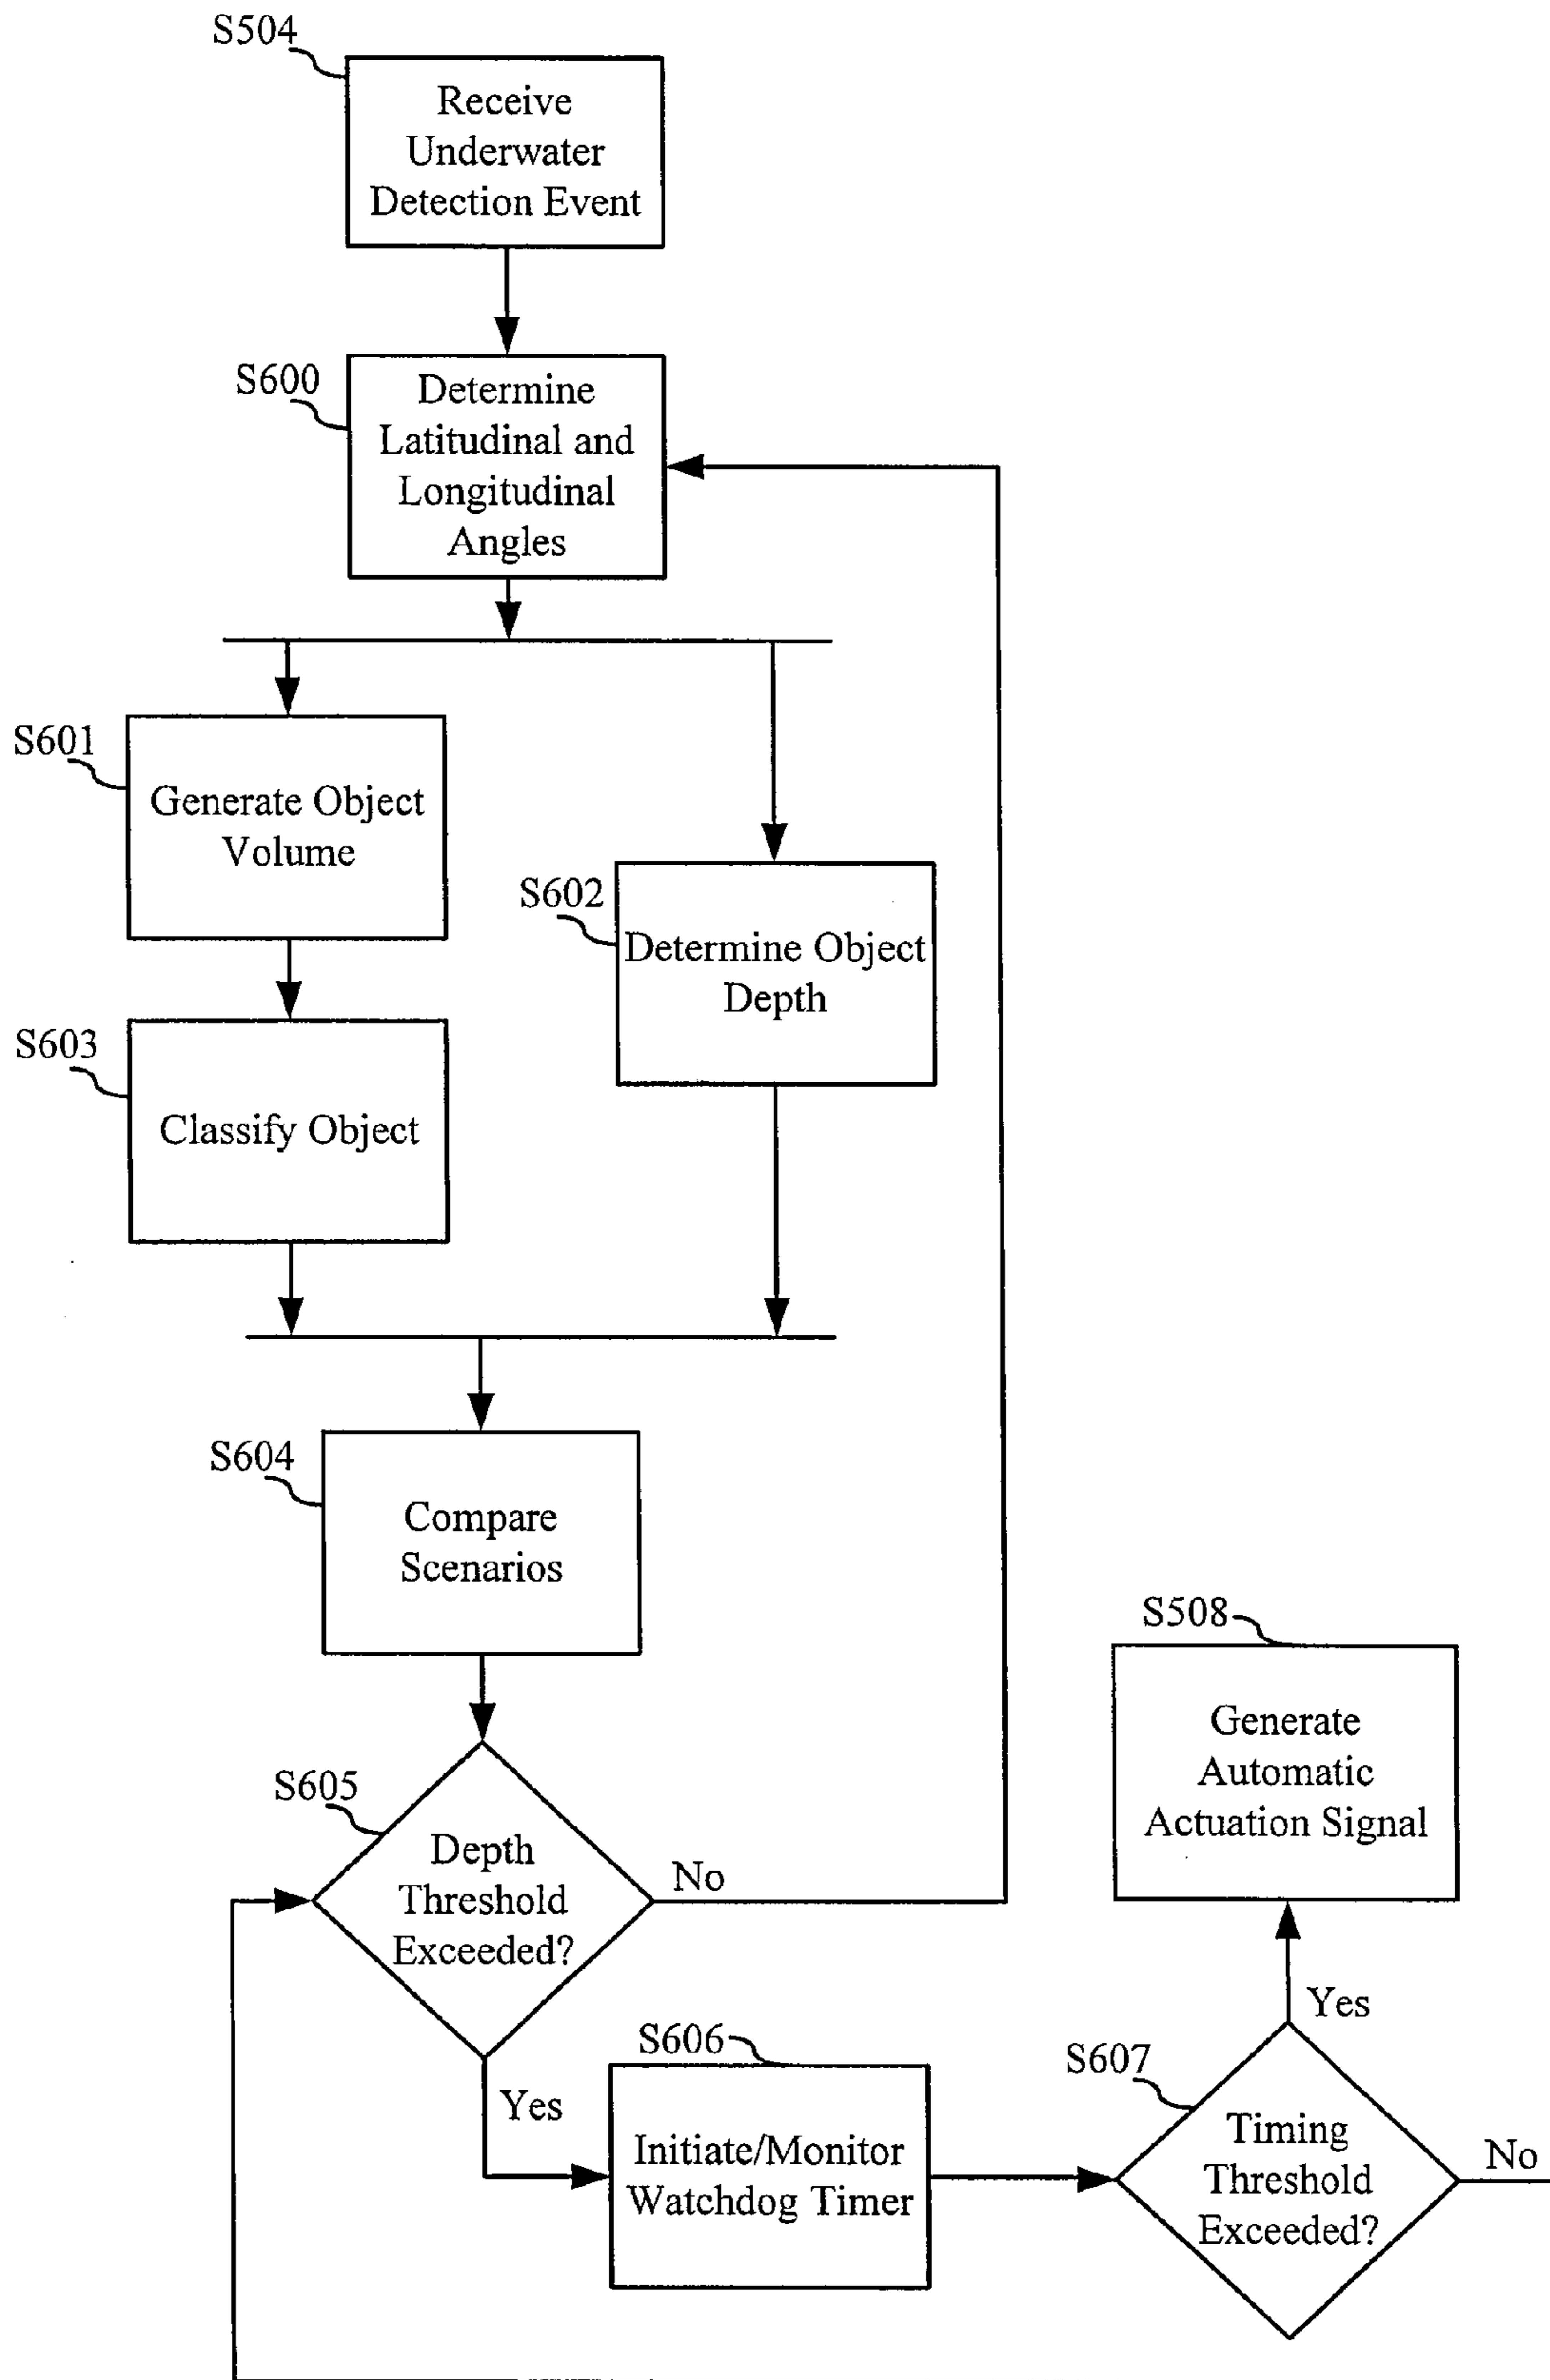 S504
Receive
Underwater
Detection Event
S600
Determine
Latitudinal and
Longitudinal
Angles
S601
Generate Object
Volume
S602
Determine Object
Depth
S603
Classify Object
S604
Compare
Scenarios
S508
Generate
Automatic
Actuation Signal
S605
Depth
Threshold
Exceeded?
No
Yes
S606
Initiate/Monitor
Watchdog Timer
Yes
S607
Timing
Threshold
Exceeded?
No